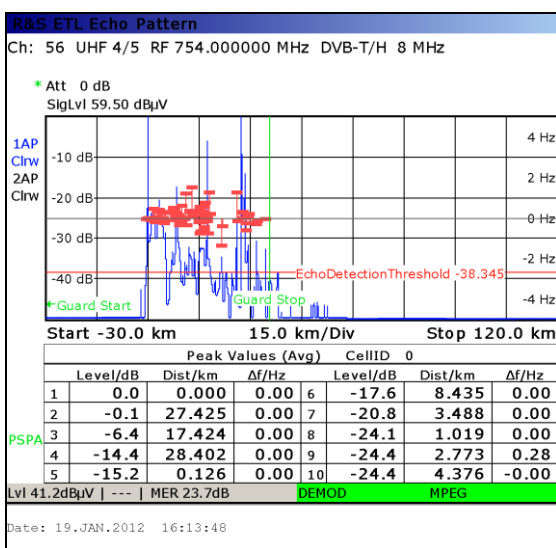 R&S ETL Echo Pattern
Ch: 56 UHF 4/5 RF 754.000000 MHz DVB-T/H 8 MHz
* Att 0 dB
SigLvl 59.50 dBµV
1AP
Clrw
2AP
Clrw
-10 dB
-20 dB
-30 dB
-40 dB
4 Hz
2 Hz
0 Hz
-2 Hz
-4 Hz
EchoDetectionThreshold -38.345
Guard Start
Guard Stop
Start -30.0 km 15.0 km/Div Stop 120.0 km
Peak Values (Avg) CellID 0
Level/dB Dist/km Δf/Hz Level/dB Dist/km Δf/Hz
1 0.0 0.000 0.00 6 -17.6 8.435 0.00
2 -0.1 27.425 0.00 7 -20.8 3.488 0.00
3 -6.4 17.424 0.00 8 -24.1 1.019 0.00
4 -14.4 28.402 0.00 9 -24.4 2.773 0.28
5 -15.2 0.126 0.00 10 -24.4 4.376 -0.00
PSPA
Lvl 41.2dBµV | --- | MER 23.7dB DEMOD MPEG
Date: 19.JAN.2012 16:13:48